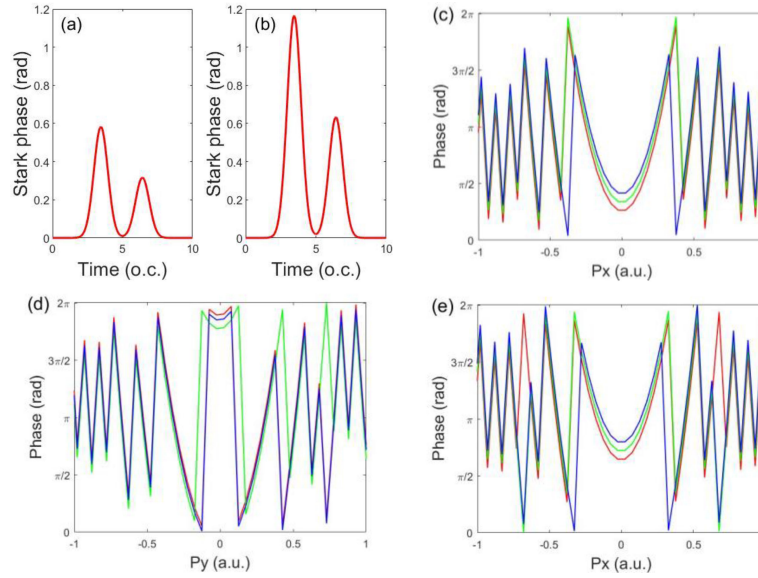 (a)
Stark phase (rad)
1.2
1
0.8
0.6
0.4
0.2
0
0 5 10
Time (o.c.)
(b)
Stark phase (rad)
1.2
1
0.8
0.6
0.4
0.2
0
0 5 10
Time (o.c.)
(c)
Phase (rad)
2π
3π/2
π
π/2
0
-1 -0.5 0 0.5
Px (a.u.)
(d)
Phase (rad)
2π
3π/2
π
π/2
0
-1 -0.5 0 0.5 1
Py (a.u.)
(e)
Phase (rad)
2π
3π/2
π
π/2
0
-1 -0.5 0 0.5
Px (a.u.)